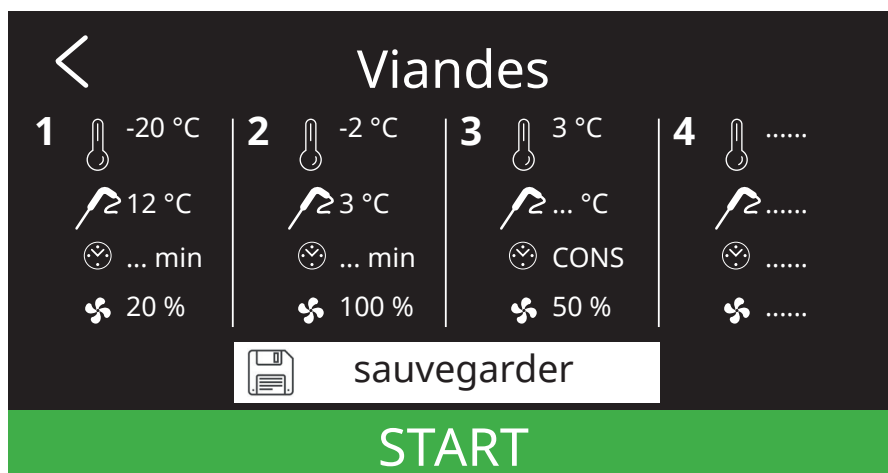 Viandes
1 -20 °C 2 -2 °C 3 3 °C 4 ......
12 °C 3 °C ... °C ......
... min ... min CONS ......
20 % 100 % 50 % ......
sauvegarder
START